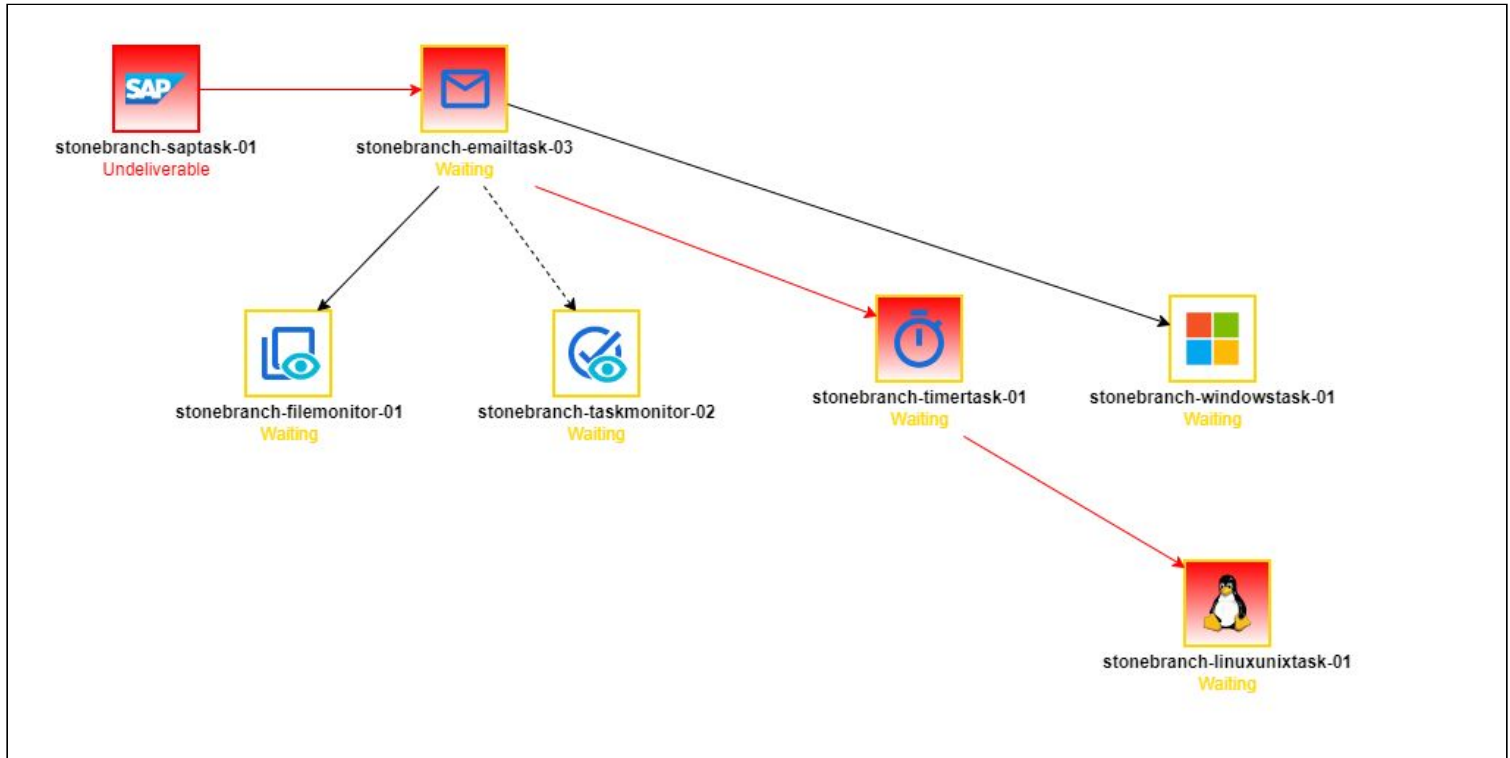 SAP
stonebranch-saptask-01
Undeliverable
stonebranch-emailtask-03
Waiting
stonebranch-filemonitor-01
Waiting
stonebranch-taskmonitor-02
Waiting
stonebranch-timertask-01
Waiting
stonebranch-windowstask-01
Waiting
stonebranch-linuxunixtask-01
Waiting